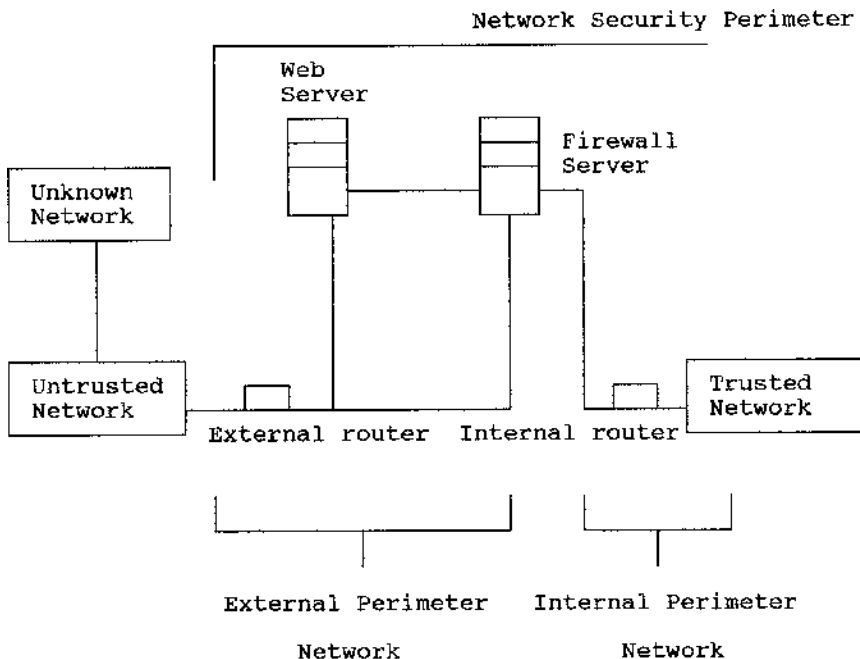 Network Security Perimeter
Web
Server
Firewall
Server
Unknown
Network
Untrusted
Network
Trusted
Network
External router
Internal router
External Perimeter
Network
Internal Perimeter
Network